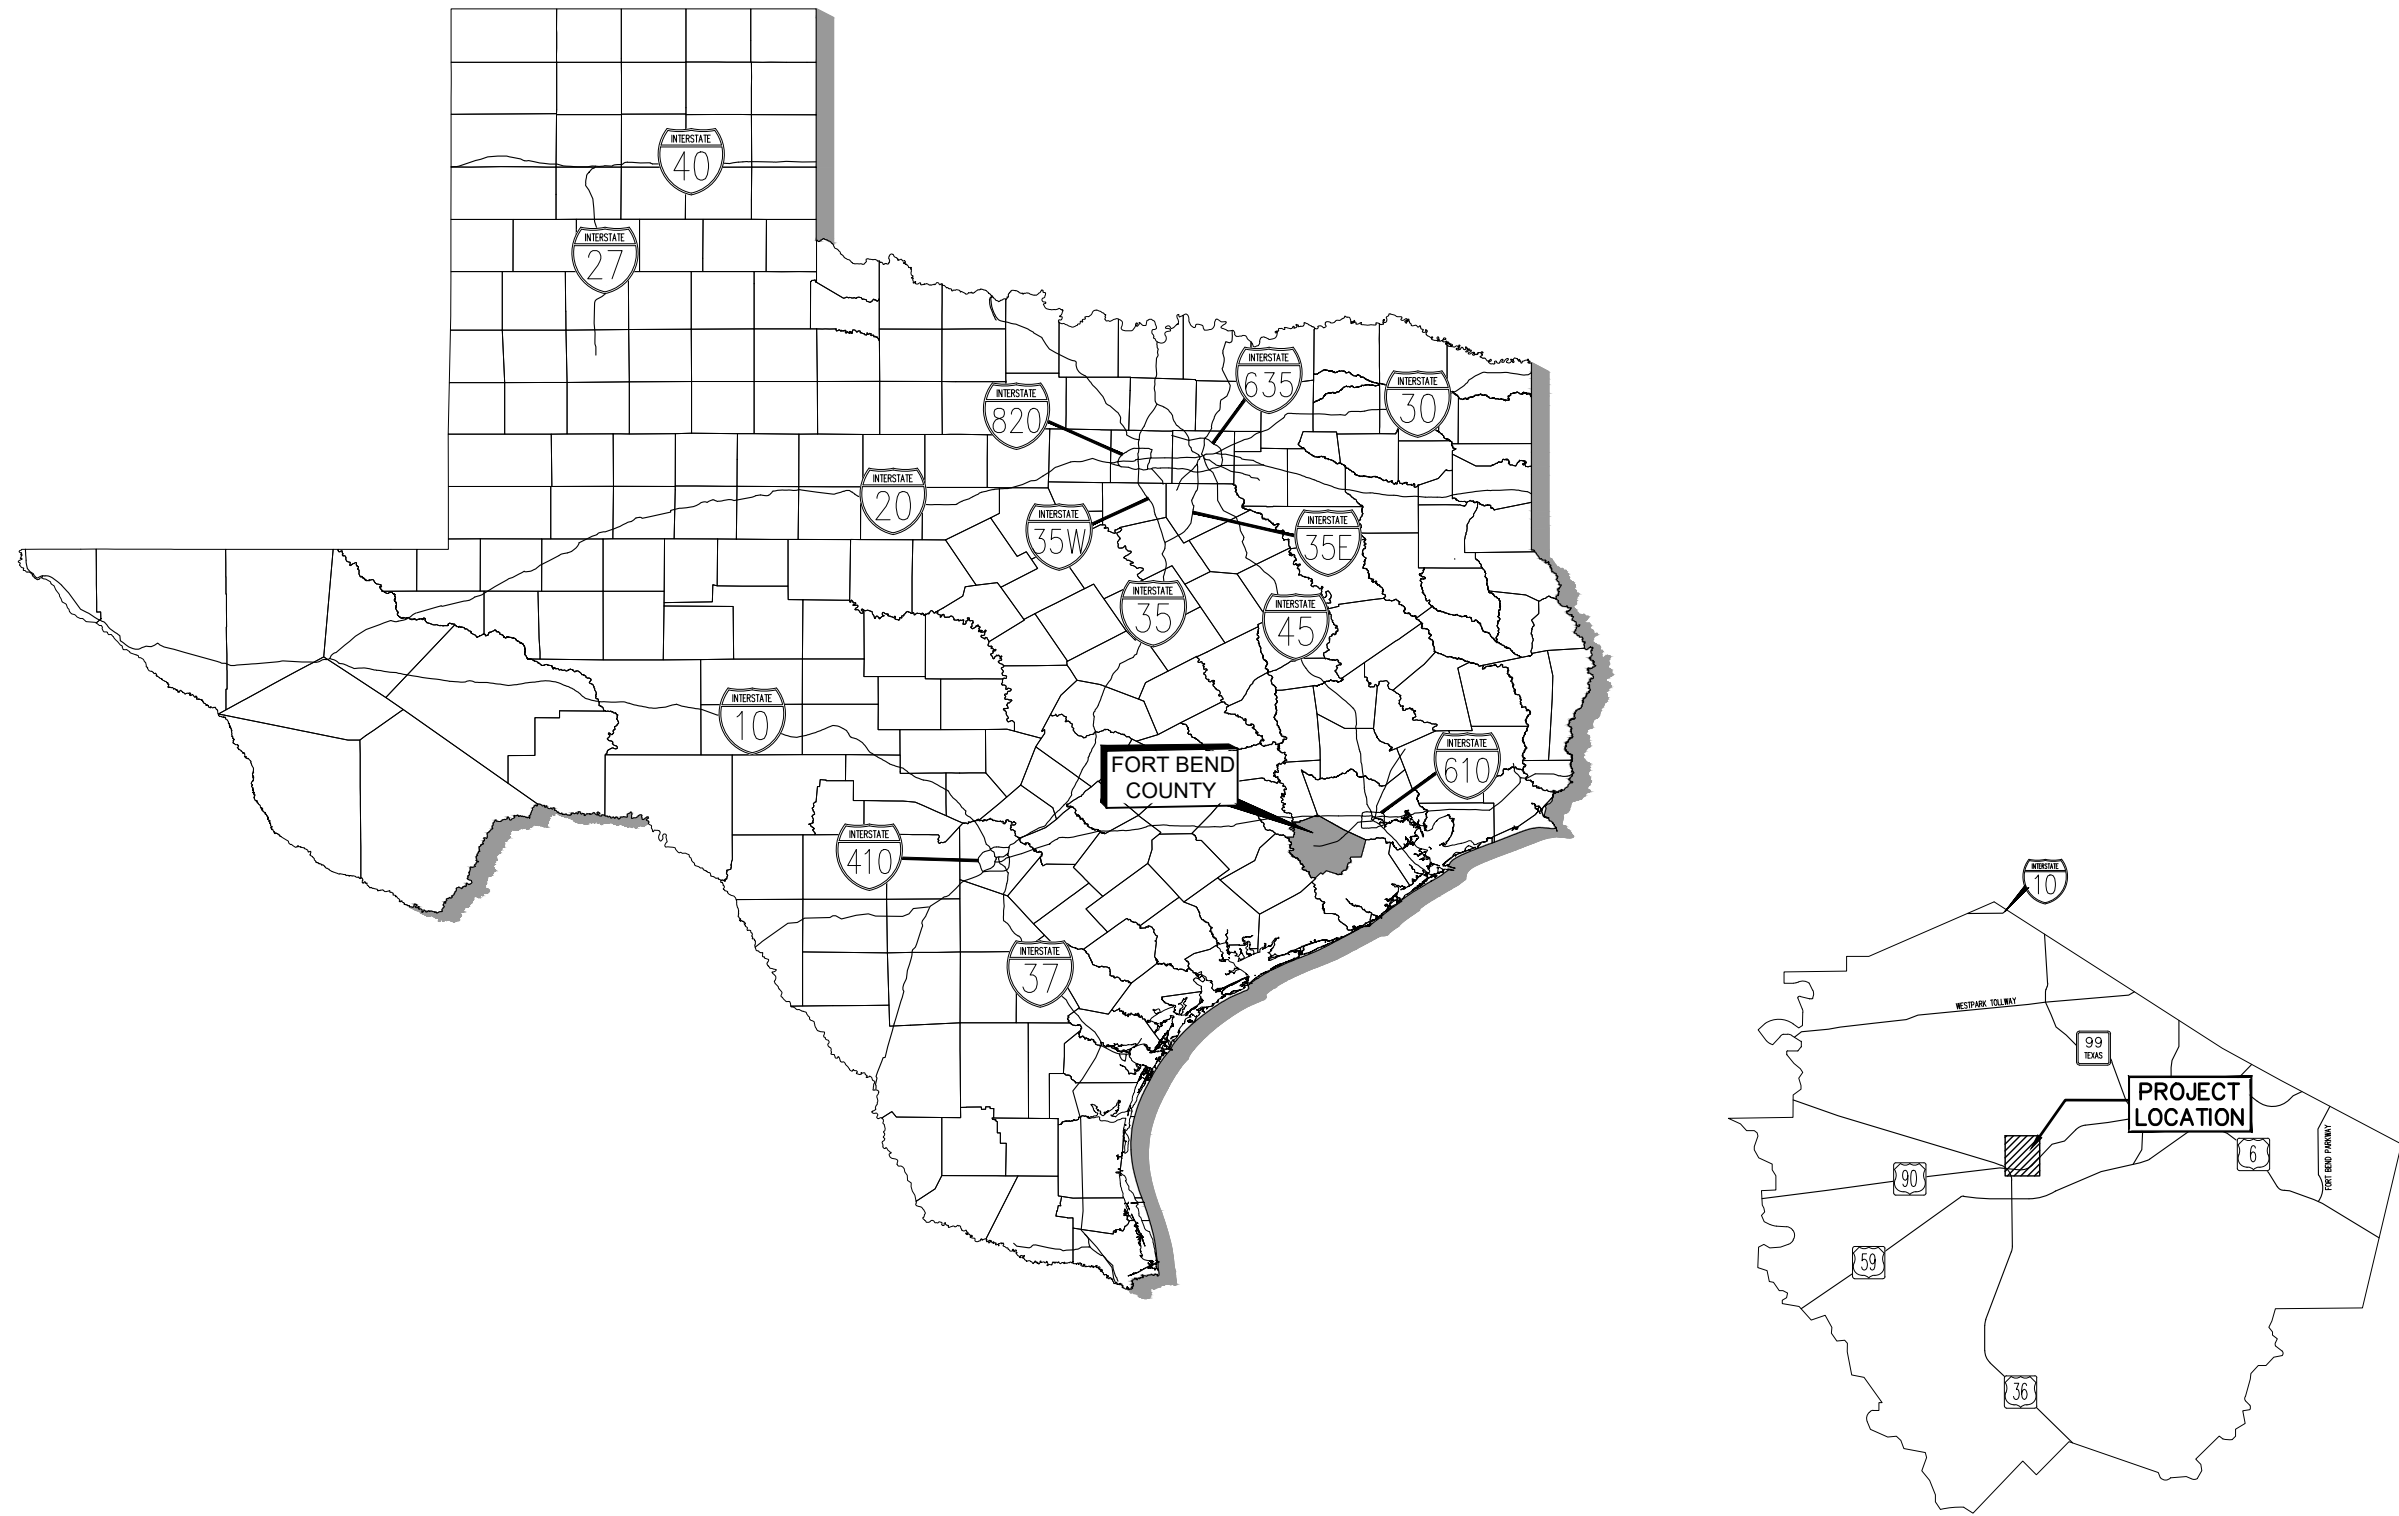 INTERSTATE
40
INTERSTATE
27
INTERSTATE
635
INTERSTATE
30
INTERSTATE
820
INTERSTATE
20
INTERSTATE
35W
INTERSTATE
35E
INTERSTATE
35
INTERSTATE
45
INTERSTATE
10
INTERSTATE
610
FORT BEND
COUNTY
INTERSTATE
410
INTERSTATE
37
INTERSTATE
10
WESTPARK TOLLWAY
99
TEXAS
PROJECT
LOCATION
6
FORT BEND PARKWAY
90
59
36